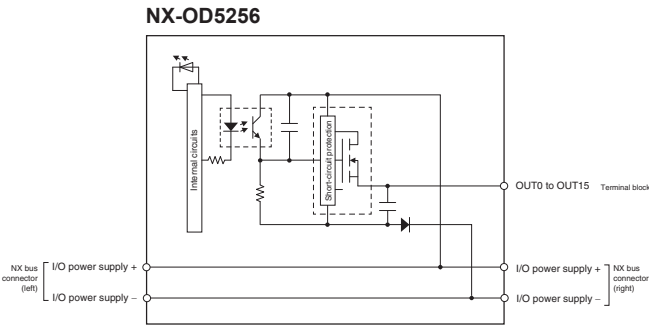 NX-OD5256
Internal circuits
Short-circuit protection
OUT0 to OUT15 Terminal block
NX bus
connector
(left)
I/O power supply +
I/O power supply −
I/O power supply +
I/O power supply −
NX bus
connector
(right)